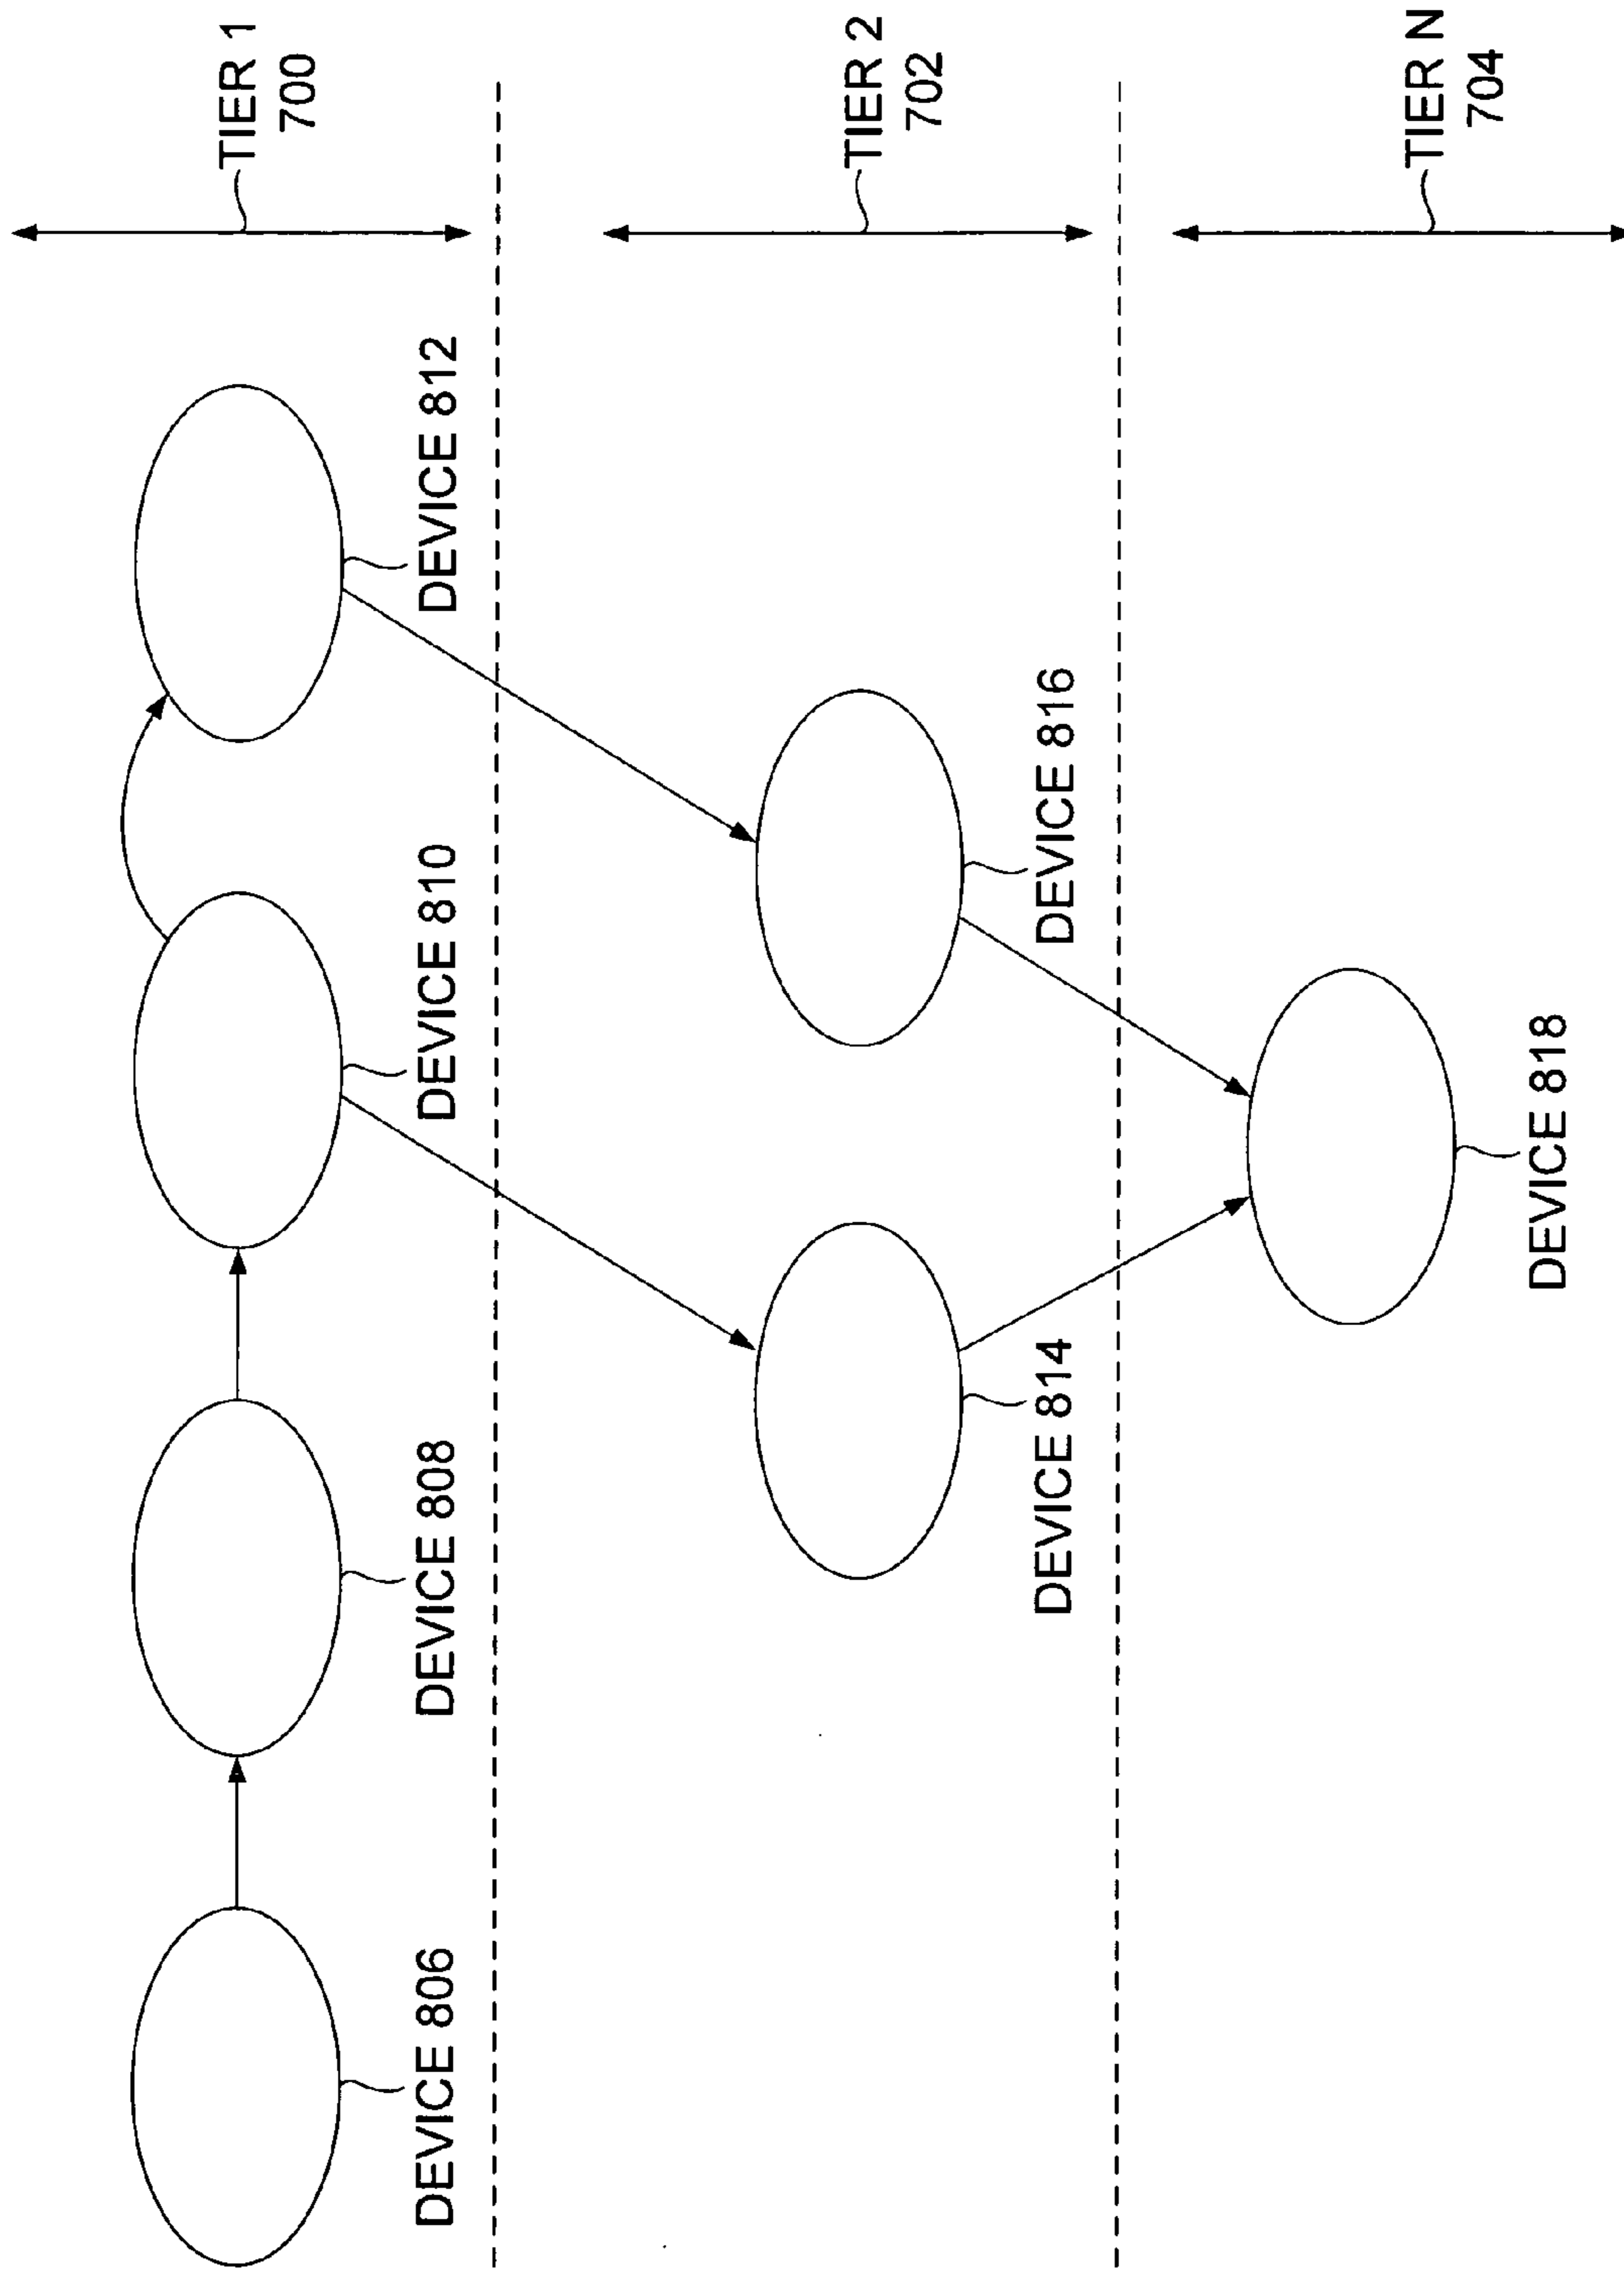 TIER 1
700
DEVICE 806
DEVICE 808
DEVICE 810
DEVICE 812
TIER 2
702
DEVICE 814
DEVICE 816
TIER N
704
DEVICE 818